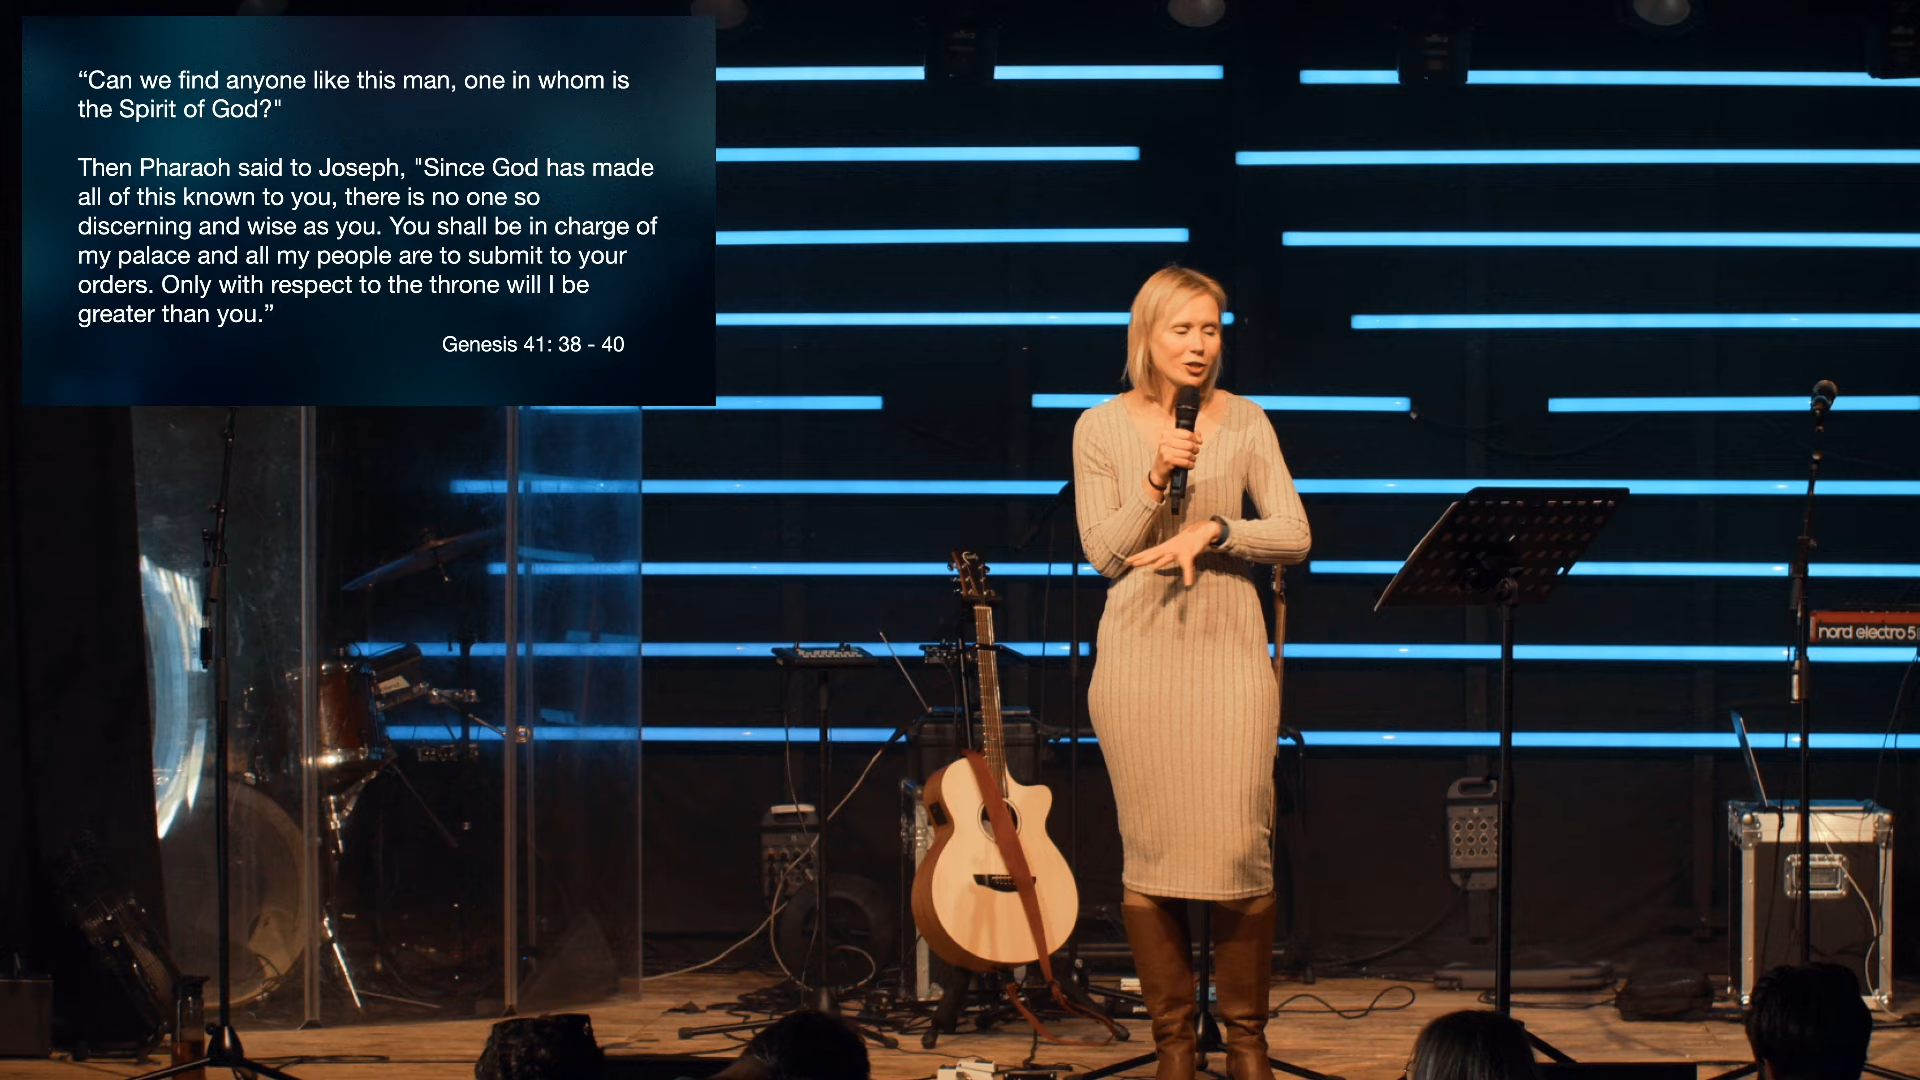 “Can we find anyone like this man, one in whom is
the Spirit of God?"
Then Pharaoh said to Joseph, "Since God has made
all of this known to you, there is no one so
discerning and wise as you. You shall be in charge of
my palace and all my people are to submit to your
orders. Only with respect to the throne will I be
greater than you.”
Genesis 41: 38 - 40
nord electro 5